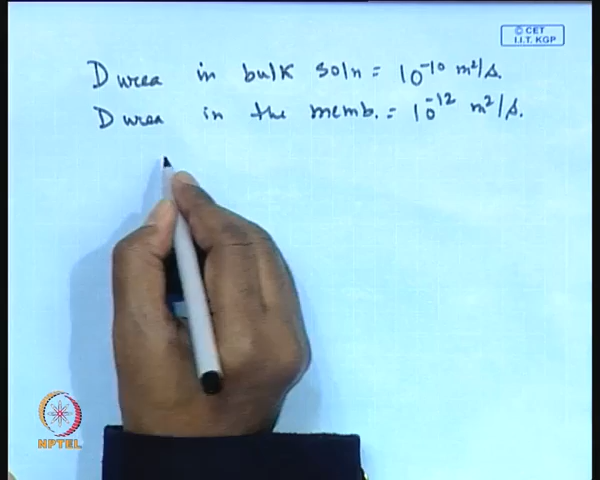 © CET
I.I.T. KGP
D urea in bulk soln = 10⁻¹⁰ m²/s.
D urea in the memb. = 10⁻¹² m²/s.
NPTEL